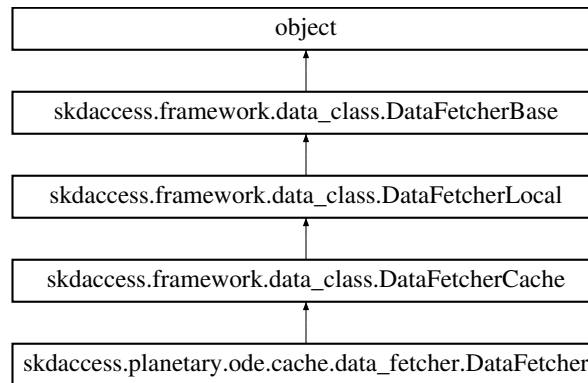 object
skdaccess.framework.data_class.DataFetcherBase
skdaccess.framework.data_class.DataFetcherLocal
skdaccess.framework.data_class.DataFetcherCache
skdaccess.planetary.ode.cache.data_fetcher.DataFetcher